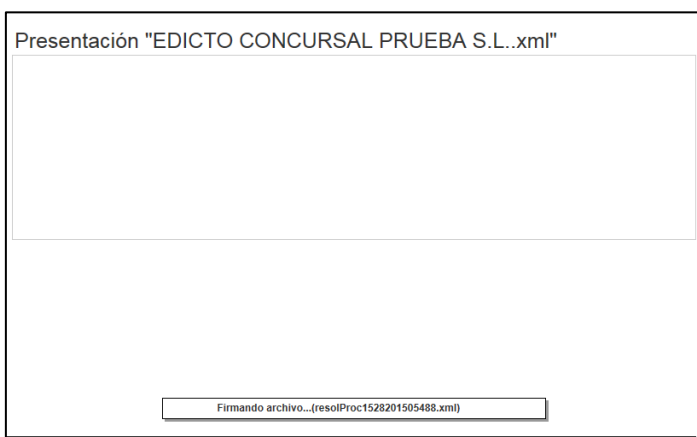 Presentación "EDICTO CONCURSAL PRUEBA S.L..xml"
Firmando archivo...(resolProc1528201505488.xml)